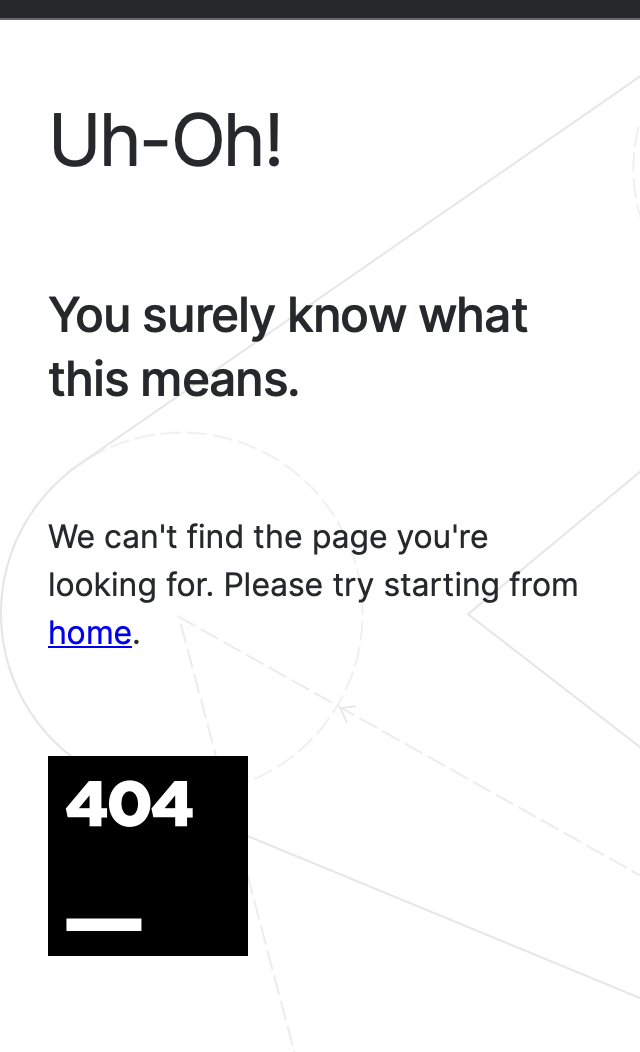 Uh-Oh!
You surely know what
this means.
We can't find the page you're
looking for. Please try starting from
home.
404